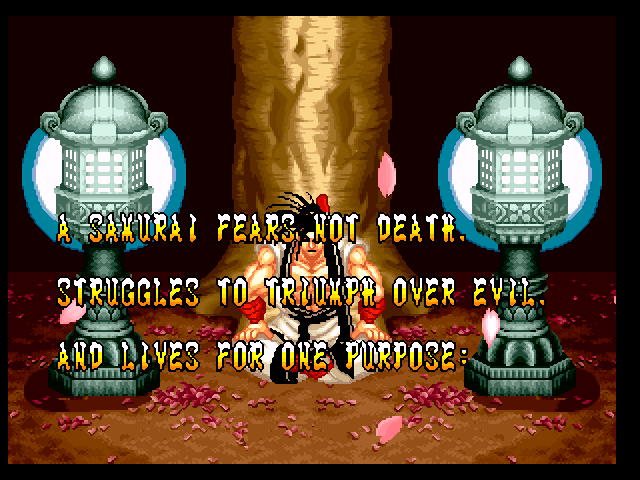 A SAMURAI FEARS NOT DEATH.
STRUGGLES TO TRIUMPH OVER EVIL.
AND LIVES FOR ONE PURPOSE: